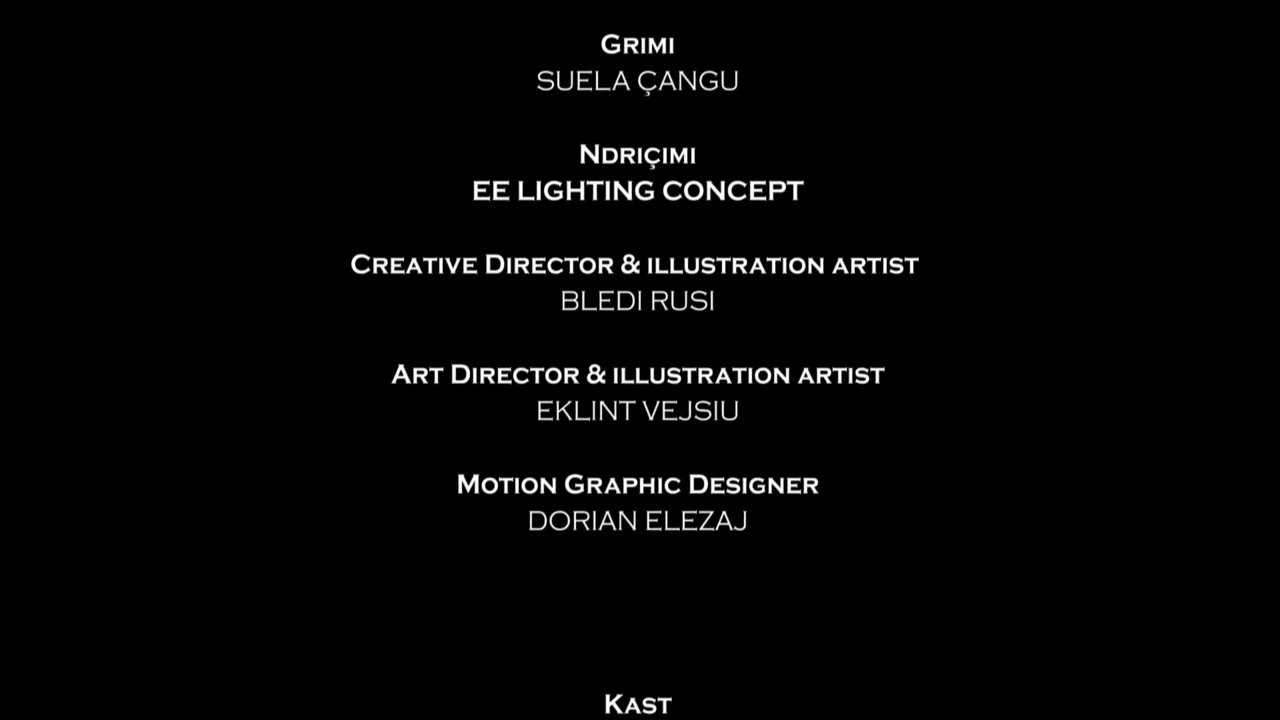 Grimi
SUELA ÇANGU
Ndriçimi
EE LIGHTING CONCEPT
Creative Director & illustration artist
BLEDI RUSI
Art Director & illustration artist
EKLINT VEJSIU
Motion Graphic Designer
DORIAN ELEZAJ
Kast